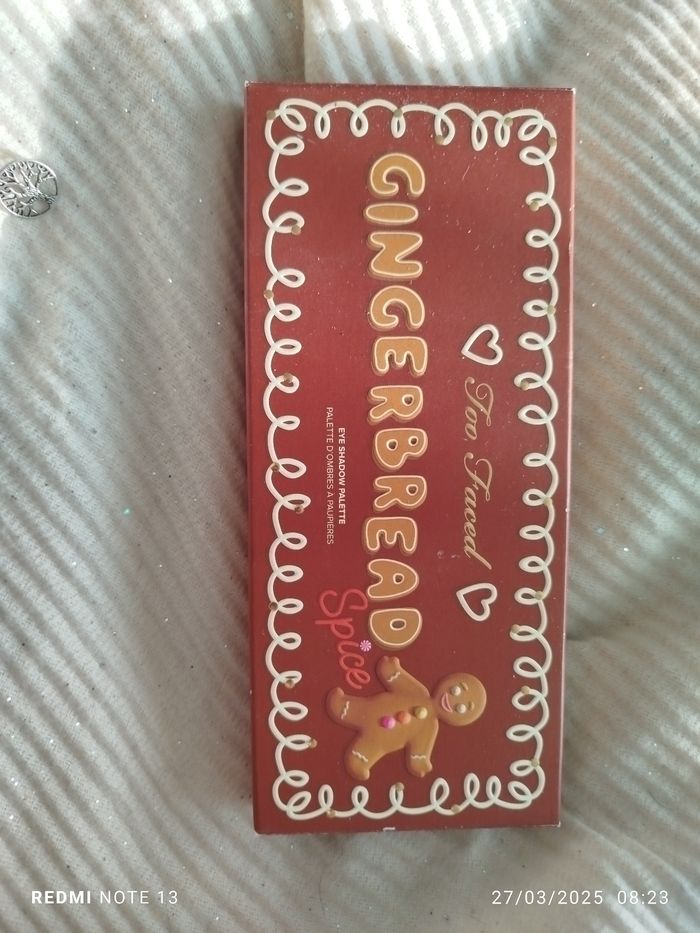 Too Faced
GINGERBREAD
Spice
EYE SHADOW PALETTE
PALETTE D'OMBRES À PAUPIÈRES
REDMI NOTE 13
27/03/2025 08:23